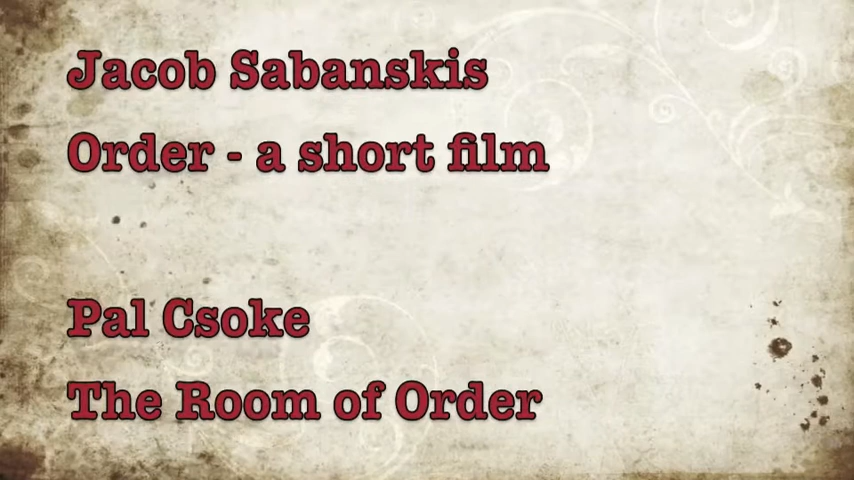 Jacob Sabanskis
Order - a short film
Pal Csoke
The Room of Order